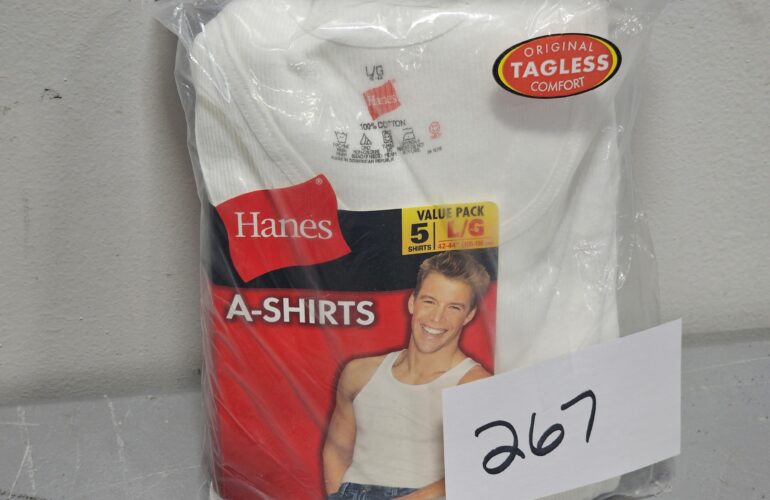 ORIGINAL
TAGLESS
COMFORT
L/G
Hanes
100% COTTON
Hanes
VALUE PACK
5 L/G
SHIRTS 42-44"
A-SHIRTS
267